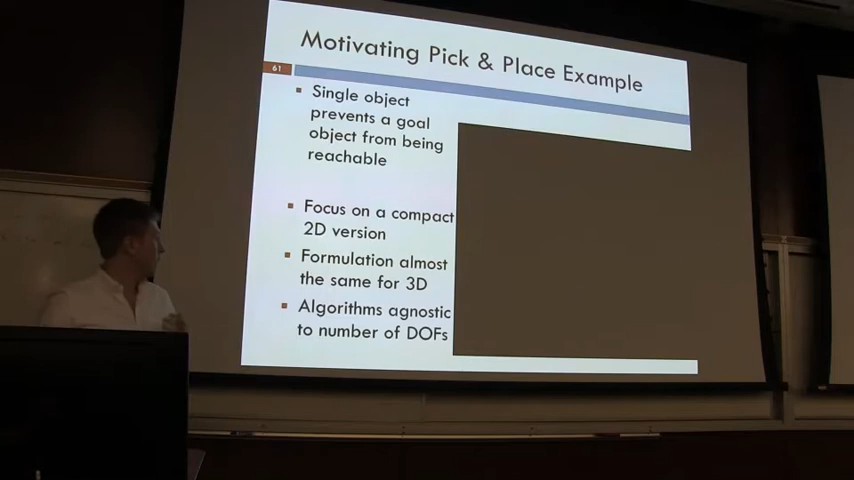 Motivating Pick & Place Example
61
▪ Single object
prevents a goal
object from being
reachable
▪ Focus on a compact
2D version
▪ Formulation almost
the same for 3D
▪ Algorithms agnostic
to number of DOFs